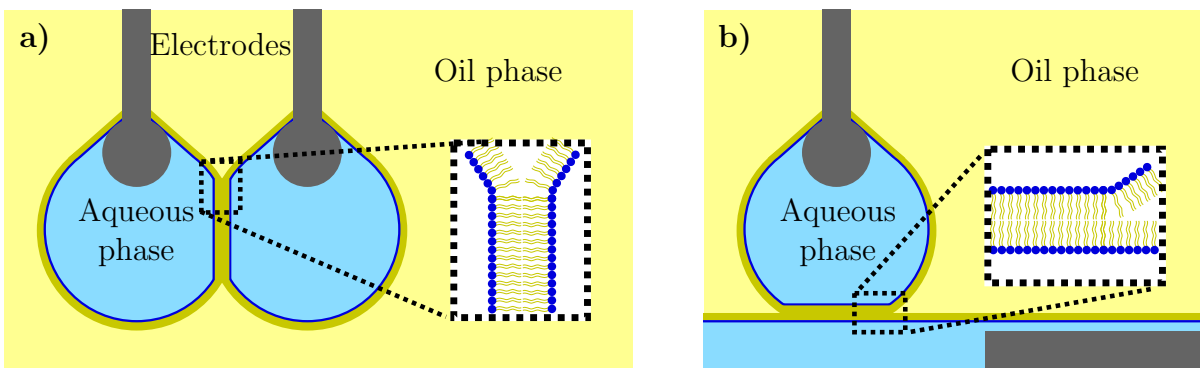 a)
Electrodes
Oil phase
Aqueous
phase
b)
Oil phase
Aqueous
phase